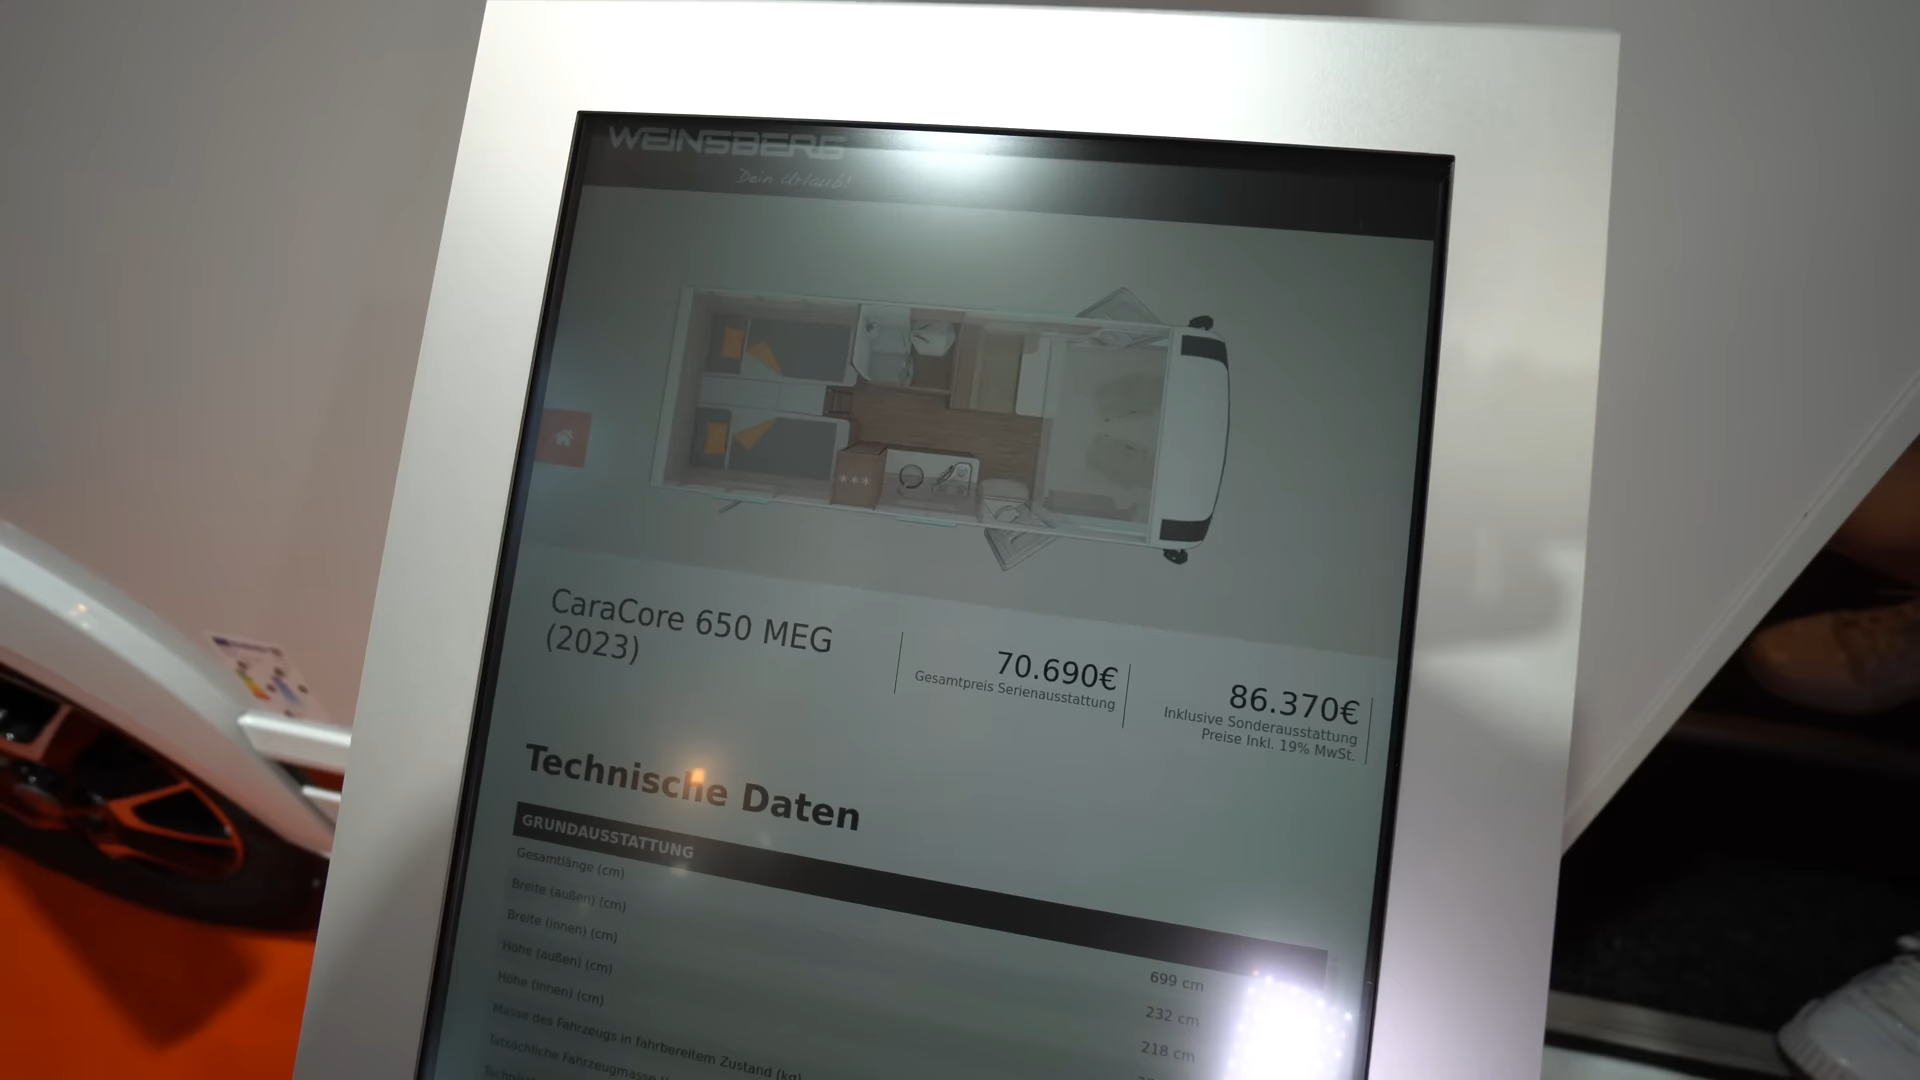 WEINSBERG
Dein Urlaub!
CaraCore 650 MEG
(2023)
70.690€
Gesamtpreis Serienausstattung
86.370€
Inklusive Sonderausstattung
Preise Inkl. 19% MwSt.
Technische Daten
GRUNDAUSSTATTUNG
Gesamtlänge (cm)
699 cm
Breite (außen) (cm)
232 cm
Breite (innen) (cm)
218 cm
Höhe (außen) (cm)
Höhe (innen) (cm)
Masse des Fahrzeugs in fahrbereitem Zustand (kg)
Tatsächliche Fahrzeugmasse